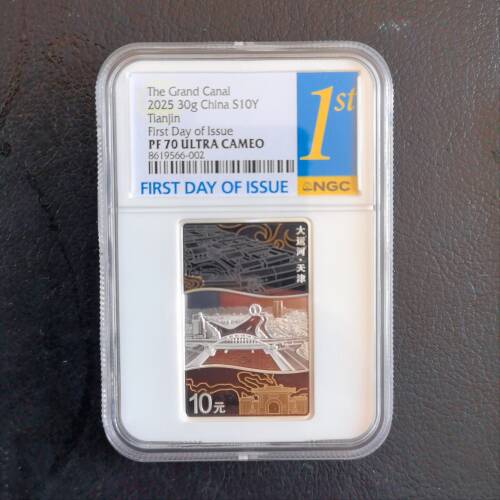 The Grand Canal
2025 30g China S10Y
Tianjin
First Day of Issue
PF 70 ULTRA CAMEO
8619566-002
1st
FIRST DAY OF ISSUE
NGC
大运河·天津
10元